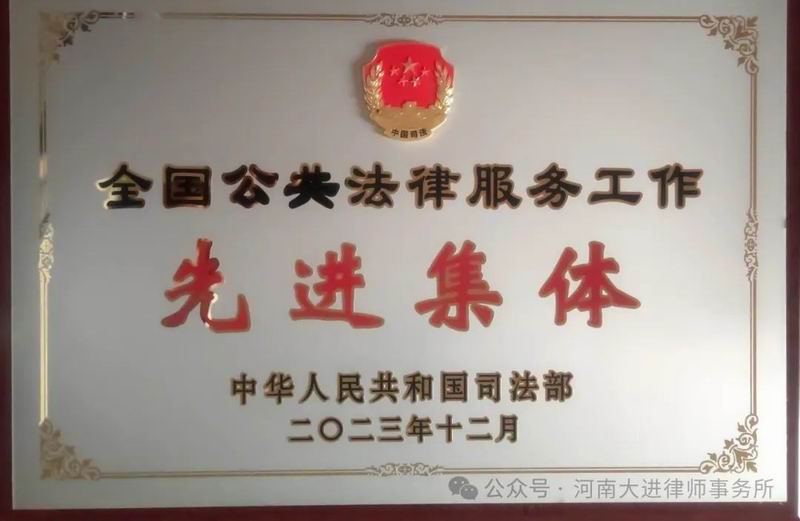 中国司法
全国公共法律服务工作
先进集体
中华人民共和国司法部
二〇二三年十二月
公众号·河南大进律师事务所